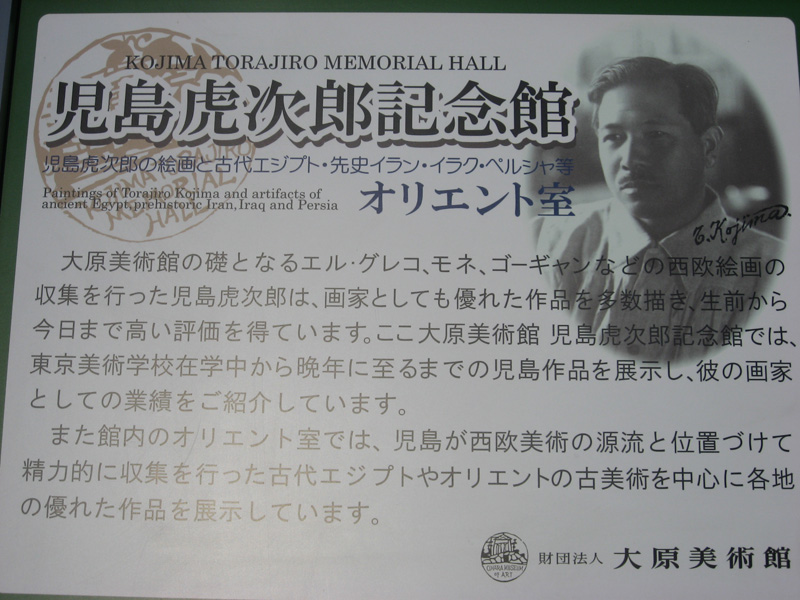 KOJIMA TORAJIRO MEMORIAL HALL
児島虎次郎記念館
児島虎次郎の絵画と古代エジプト・先史イラン・イラク・ペルシャ等
Paintings of Torajiro Kojima and artifacts of
ancient Egypt, prehistoric Iran, Iraq and Persia
オリエント室
T. Kojima.
大原美術館の礎となるエル・グレコ、モネ、ゴーギャンなどの西欧絵画の
収集を行った児島虎次郎は、画家としても優れた作品を多数描き、生前から
今日まで高い評価を得ています。ここ大原美術館 児島虎次郎記念館では、
東京美術学校在学中から晩年に至るまでの児島作品を展示し、彼の画家
としての業績をご紹介しています。
また館内のオリエント室では、児島が西欧美術の源流と位置づけて
精力的に収集を行った古代エジプトやオリエントの古美術を中心に各地
の優れた作品を展示しています。
OHARA MUSEUM
OF ART
財団法人 大原美術館